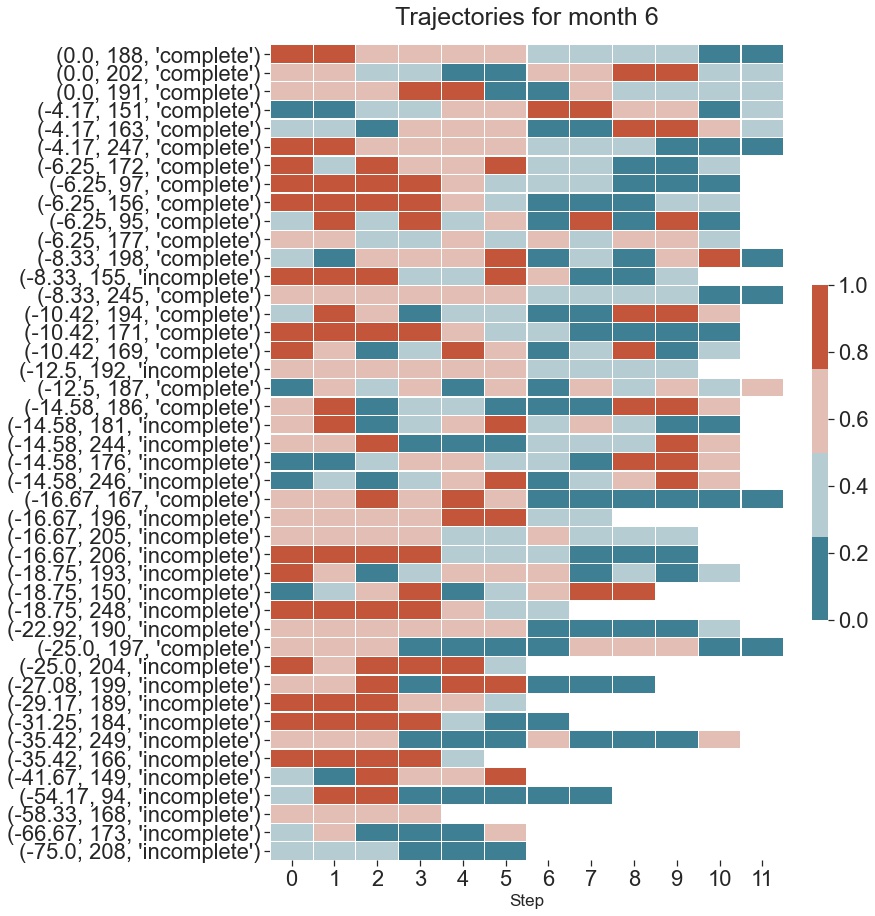 Trajectories for month 6
(0.0, 188, 'complete')
(0.0, 202, 'complete')
(0.0, 191, 'complete')
(-4.17, 151, 'complete')
(-4.17, 163, 'complete')
(-4.17, 247, 'complete')
(-6.25, 172, 'complete')
(-6.25, 97, 'complete')
(-6.25, 156, 'complete')
(-6.25, 95, 'complete')
(-6.25, 177, 'complete')
(-8.33, 198, 'complete')
(-8.33, 155, 'incomplete')
(-8.33, 245, 'complete')
(-10.42, 194, 'complete')
(-10.42, 171, 'complete')
(-10.42, 169, 'complete')
(-12.5, 192, 'incomplete')
(-12.5, 187, 'complete')
(-14.58, 186, 'complete')
(-14.58, 181, 'incomplete')
(-14.58, 244, 'incomplete')
(-14.58, 176, 'incomplete')
(-14.58, 246, 'incomplete')
(-16.67, 167, 'complete')
(-16.67, 196, 'incomplete')
(-16.67, 205, 'incomplete')
(-16.67, 206, 'incomplete')
(-18.75, 193, 'incomplete')
(-18.75, 150, 'incomplete')
(-18.75, 248, 'incomplete')
(-22.92, 190, 'incomplete')
(-25.0, 197, 'complete')
(-25.0, 204, 'incomplete')
(-27.08, 199, 'incomplete')
(-29.17, 189, 'incomplete')
(-31.25, 184, 'incomplete')
(-35.42, 249, 'incomplete')
(-35.42, 166, 'incomplete')
(-41.67, 149, 'incomplete')
(-54.17, 94, 'incomplete')
(-58.33, 168, 'incomplete')
(-66.67, 173, 'incomplete')
(-75.0, 208, 'incomplete')
0 1 2 3 4 5 6 7 8 9 10 11
Step
1.0
0.8
0.6
0.4
0.2
0.0